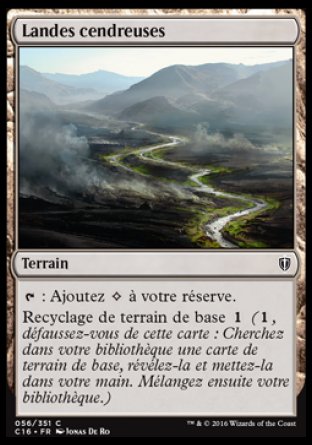 Landes cendreuses
Terrain
: Ajoutez à votre réserve.
Recyclage de terrain de base 1 (1,
défaussez-vous de cette carte : Cherchez
dans votre bibliothèque une carte de
terrain de base, révélez-la et mettez-la
dans votre main. Mélangez ensuite votre
bibliothèque.)
056/351 C
C16 • FR Jonas De Ro
™ & © 2016 Wizards of the Coast